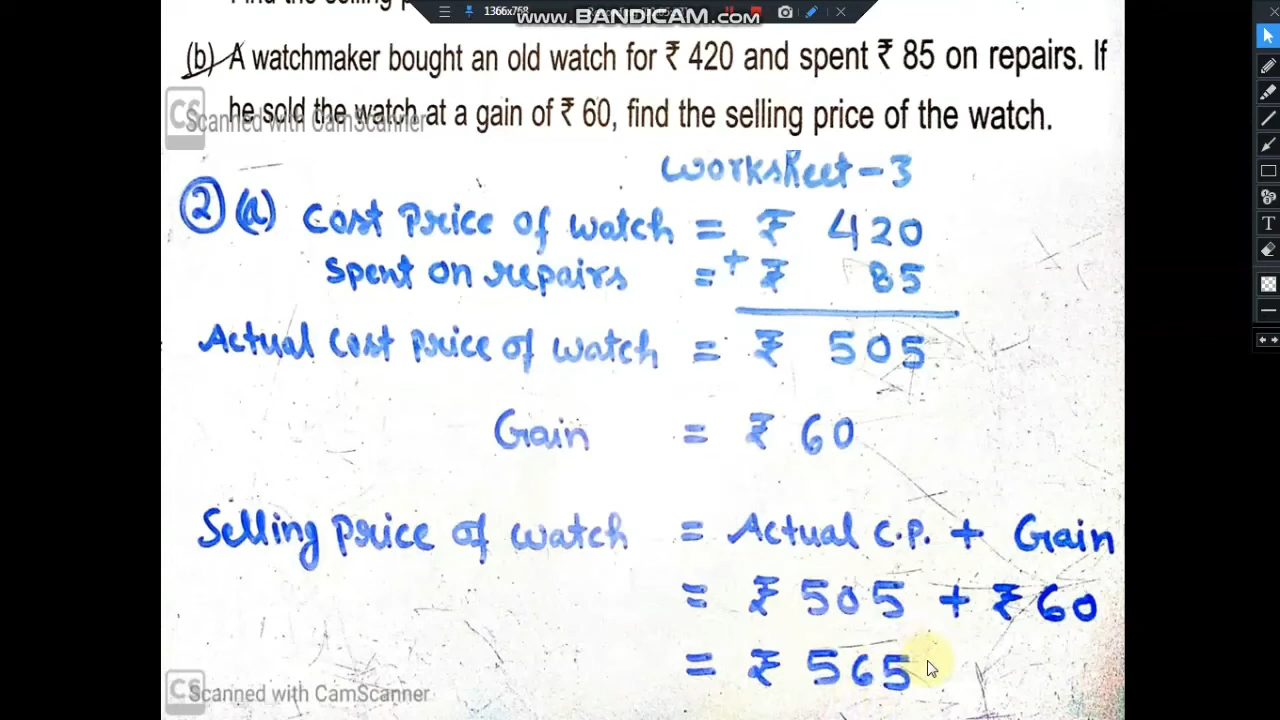 1366x768
www.BANDICAM.com
(b) A watchmaker bought an old watch for ₹ 420 and spent ₹ 85 on repairs. If
he sold the watch at a gain of ₹ 60, find the selling price of the watch.
CS Scanned with CamScanner
Worksheet-3
2 (a) Cost Price of watch = ₹ 420
Spent on repairs = + ₹ 85
Actual Cost Price of watch = ₹ 505
Gain = ₹ 60
Selling Price of watch = Actual C.P. + Gain
= ₹ 505 + ₹ 60
= ₹ 565
CS Scanned with CamScanner